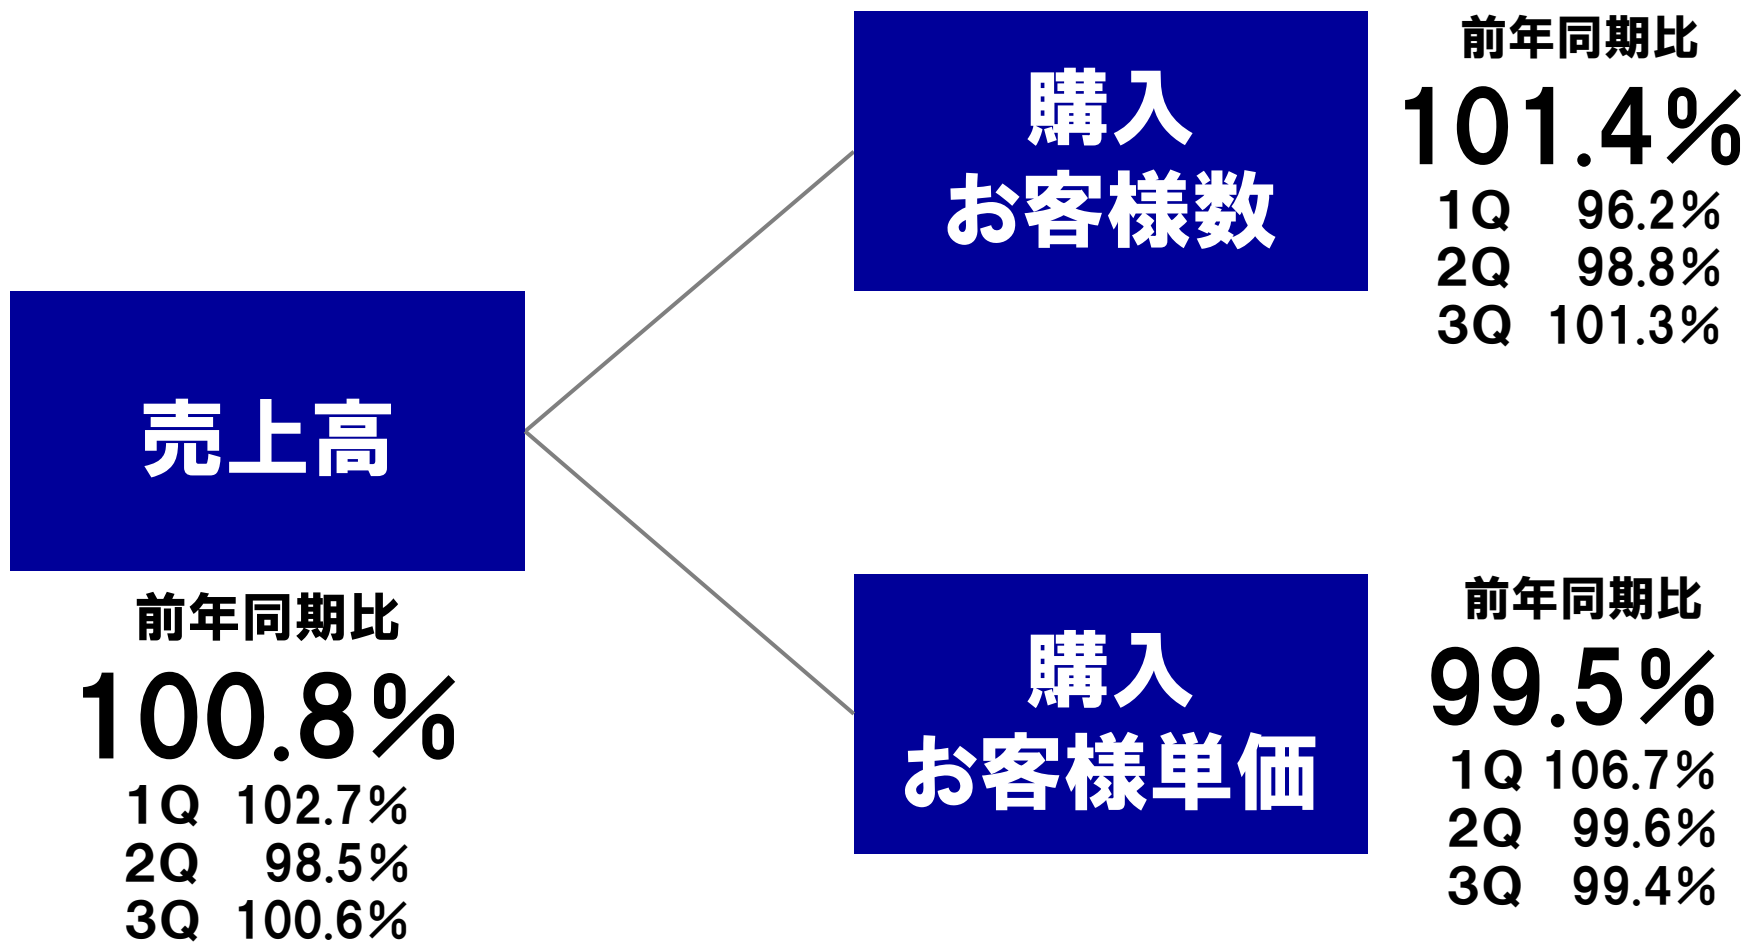 売上高
前年同期比
100.8%
1Q 102.7%
2Q 98.5%
3Q 100.6%
購入
お客様数
前年同期比
101.4%
1Q 96.2%
2Q 98.8%
3Q 101.3%
購入
お客様単価
前年同期比
99.5%
1Q 106.7%
2Q 99.6%
3Q 99.4%